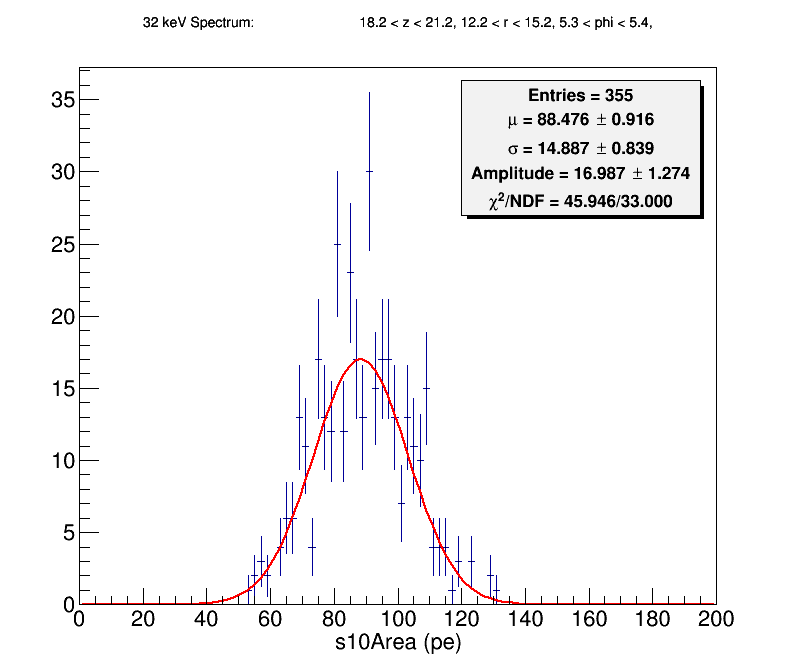 32 keV Spectrum: 18.2 < z < 21.2, 12.2 < r < 15.2, 5.3 < phi < 5.4,
Entries = 355
μ = 88.476 ± 0.916
σ = 14.887 ± 0.839
Amplitude = 16.987 ± 1.274
χ²/NDF = 45.946/33.000
35
30
25
20
15
10
5
0
0 20 40 60 80 100 120 140 160 180 200
s10Area (pe)